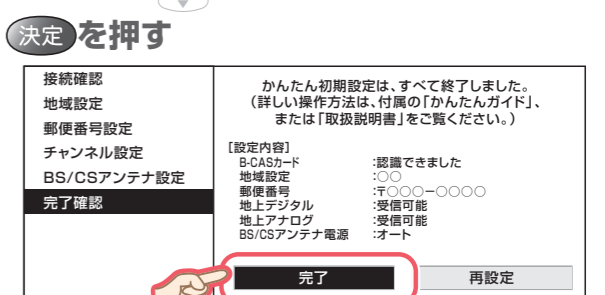 決定を押す
接続確認
地域設定
郵便番号設定
チャンネル設定
BS/CSアンテナ設定
完了確認
かんたん初期設定は、すべて終了しました。
(詳しい操作方法は、付属の「かんたんガイド」、
または「取扱説明書」をご覧ください。)
[設定内容]
B-CASカード :認識できました
地域設定 :○○
郵便番号 :〒○○○−○○○○
地上デジタル :受信可能
地上アナログ :受信可能
BS/CSアンテナ電源 :オート
完了 再設定